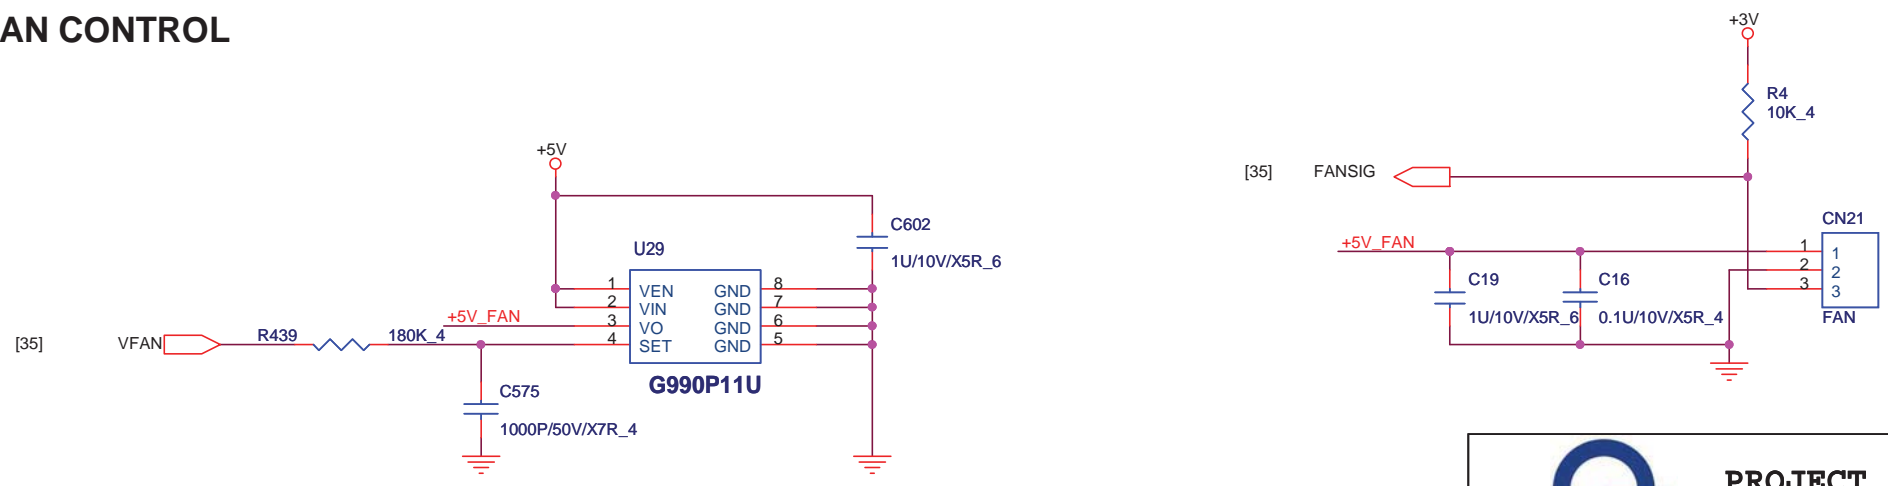 AN CONTROL
+3V
R4
10K_4
+5V
[35] FANSIG
C602
CN21
U29
+5V_FAN
1U/10V/X5R_6
1 1
2 2
3 3
C19
C16
1 VEN GND 8
2 VIN GND 7
+5V_FAN 3 VO GND 6
4 SET GND 5
1U/10V/X5R_6
0.1U/10V/X5R_4
FAN
[35] VFAN R439 180K_4
G990P11U
C575
1000P/50V/X7R_4
PROJECT